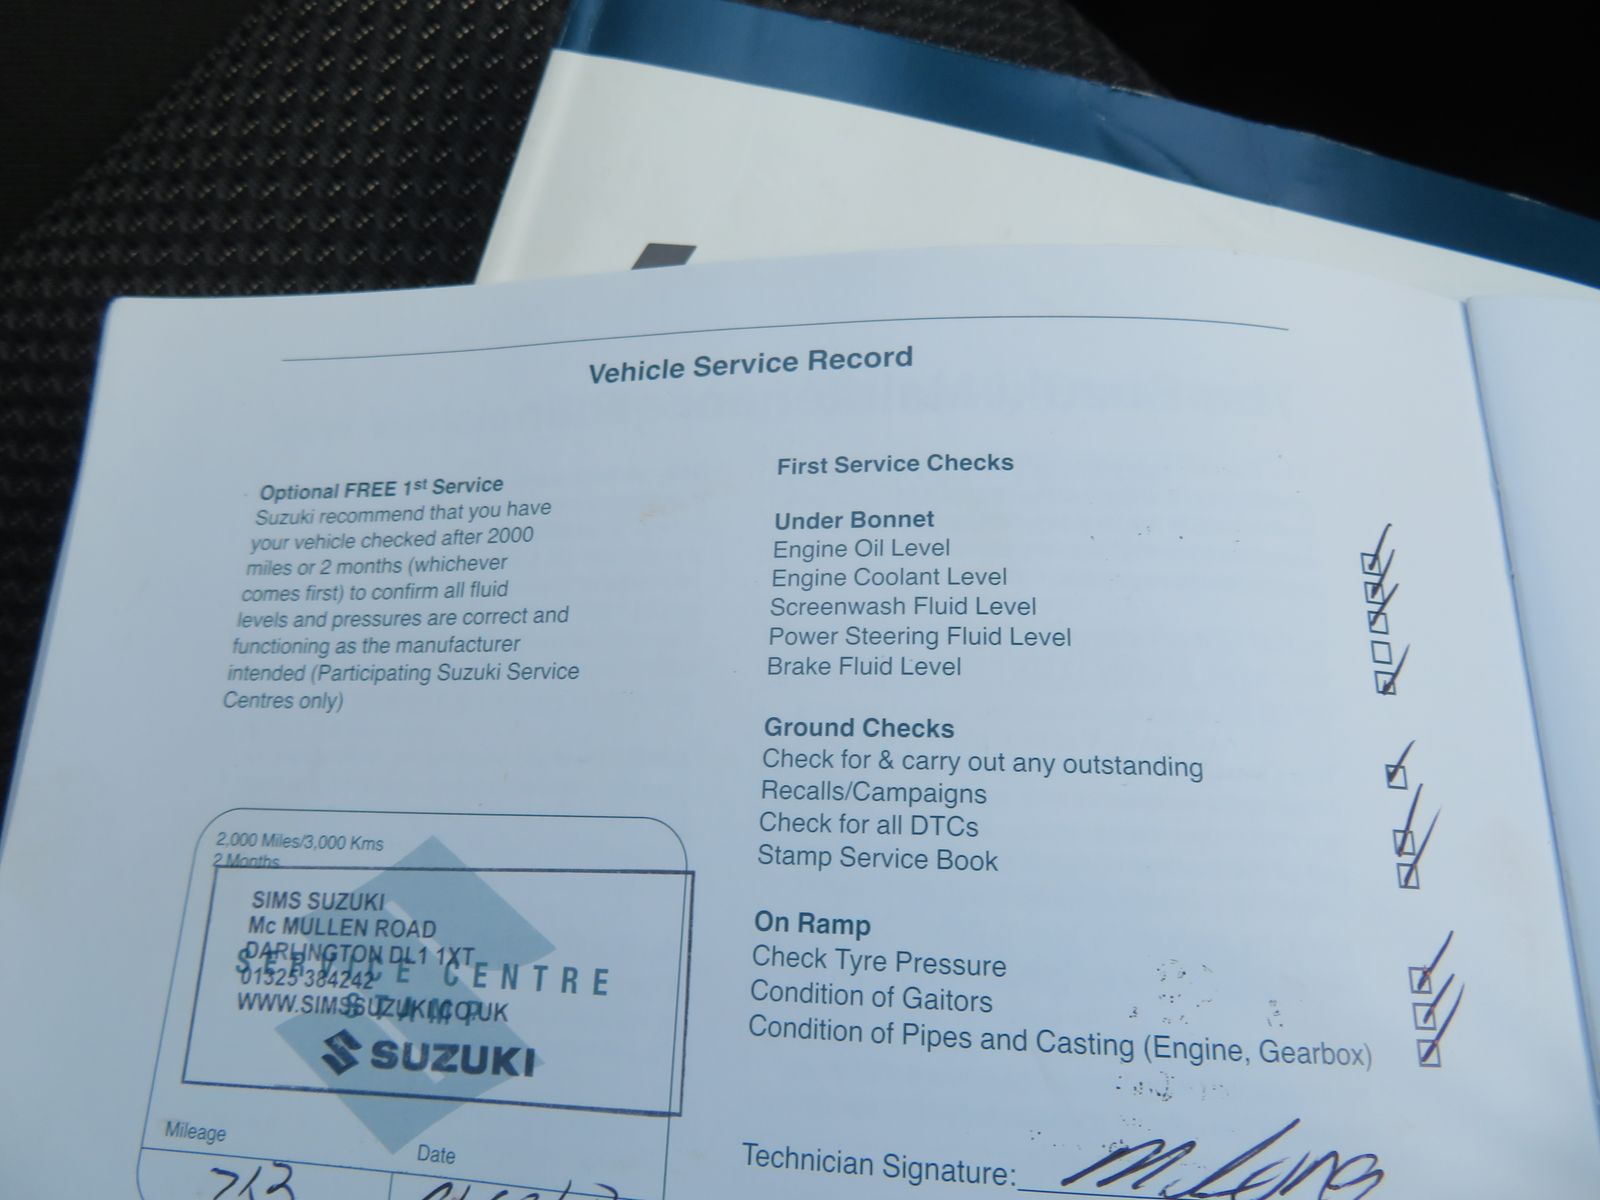 Vehicle Service Record
Optional FREE 1st Service
Suzuki recommend that you have
your vehicle checked after 2000
miles or 2 months (whichever
comes first) to confirm all fluid
levels and pressures are correct and
functioning as the manufacturer
intended (Participating Suzuki Service
Centres only)
2,000 Miles/3,000 Kms
2 Months
SIMS SUZUKI
Mc MULLEN ROAD
DARLINGTON DL1 1XT
SERVICE CENTRE
01325 384242
STAMP
WWW.SIMSSUZUKI.CO.UK
SUZUKI
Mileage
Date
713
First Service Checks
Under Bonnet
Engine Oil Level
Engine Coolant Level
Screenwash Fluid Level
Power Steering Fluid Level
Brake Fluid Level
Ground Checks
Check for & carry out any outstanding
Recalls/Campaigns
Check for all DTCs
Stamp Service Book
On Ramp
Check Tyre Pressure
Condition of Gaitors
Condition of Pipes and Casting (Engine, Gearbox)
Technician Signature: